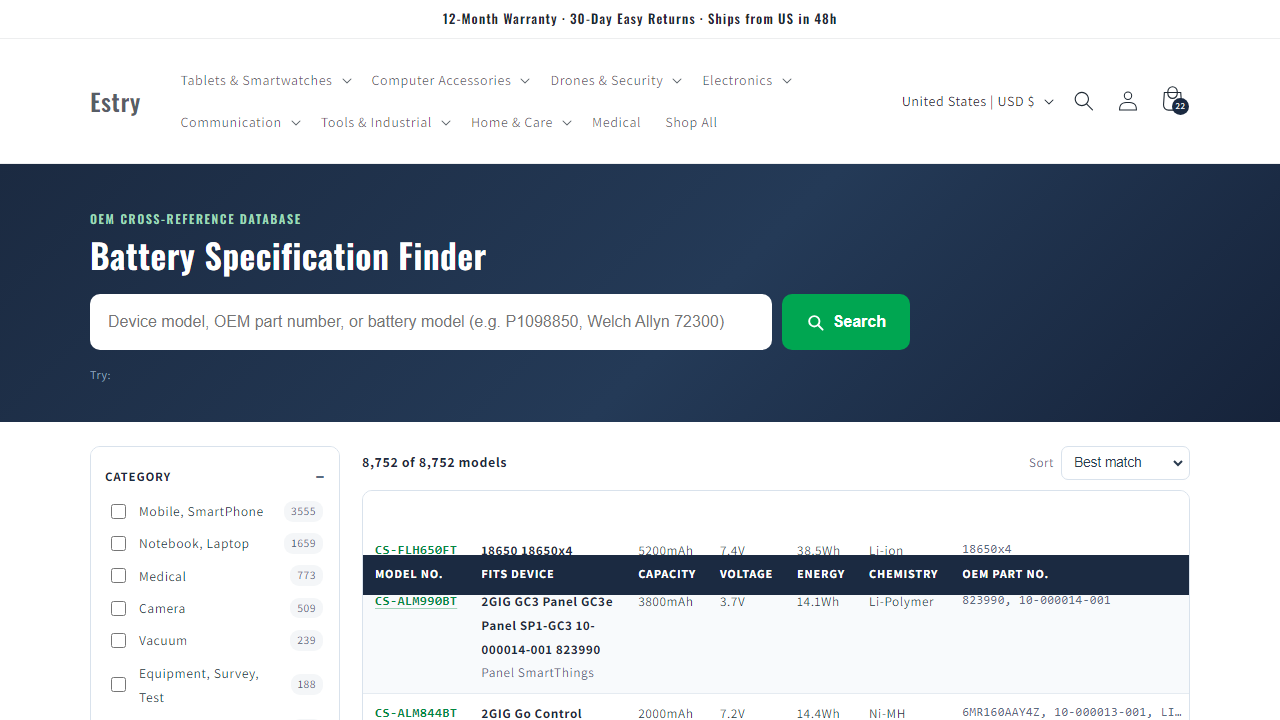 12-Month Warranty · 30-Day Easy Returns · Ships from US in 48h
Estry
Tablets & Smartwatches
Computer Accessories
Drones & Security
Electronics
Communication
Tools & Industrial
Home & Care
Medical
Shop All
United States | USD $
22
OEM CROSS-REFERENCE DATABASE
Battery Specification Finder
Device model, OEM part number, or battery model (e.g. P1098850, Welch Allyn 72300)
Search
Try:
CATEGORY
Mobile, SmartPhone 3555
Notebook, Laptop 1659
Medical 773
Camera 509
Vacuum 239
Equipment, Survey,
Test 188
8,752 of 8,752 models
Sort
Best match
CS-FLH650FT 18650 18650x4 5200mAh 7.4V 38.5Wh Li-ion 18650x4
MODEL NO. FITS DEVICE CAPACITY VOLTAGE ENERGY CHEMISTRY OEM PART NO.
CS-ALM990BT 2GIG GC3 Panel GC3e 3800mAh 3.7V 14.1Wh Li-Polymer 823990, 10-000014-001
Panel SP1-GC3 10-
000014-001 823990
Panel SmartThings
CS-ALM844BT 2GIG Go Control 2000mAh 7.2V 14.4Wh Ni-MH 6MR160AAY4Z, 10-000013-001, LI…